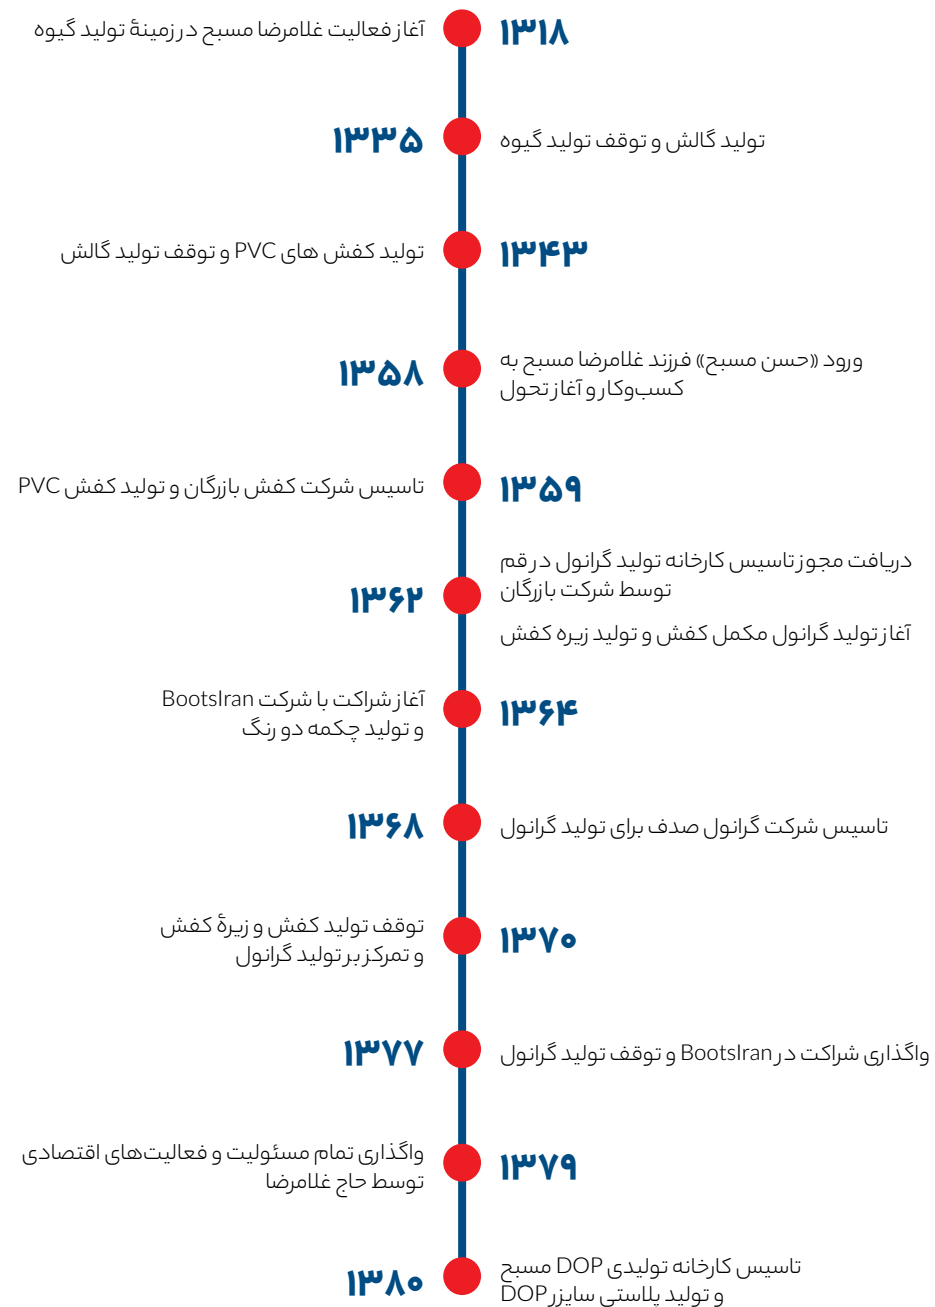 ۱۳۱۸
آغاز فعالیت غلامرضا مسبح در زمینهٔ تولید گیوه
۱۳۳۵
تولید گالش و توقف تولید گیوه
۱۳۴۳
تولید کفش های PVC و توقف تولید گالش
۱۳۵۸
ورود «حسن مسبح» فرزند غلامرضا مسبح به
کسب‌وکار و آغاز تحول
۱۳۵۹
تاسیس شرکت کفش بازرگان و تولید کفش PVC
۱۳۶۲
دریافت مجوز تاسیس کارخانه تولید گرانول در قم
توسط شرکت بازرگان
آغاز تولید گرانول مکمل کفش و تولید زیره کفش
۱۳۶۴
آغاز شراکت با شرکت BootsIran
و تولید چکمه دو رنگ
۱۳۶۸
تاسیس شرکت گرانول صدف برای تولید گرانول
۱۳۷۰
توقف تولید کفش و زیرهٔ کفش
و تمرکز بر تولید گرانول
۱۳۷۷
واگذاری شراکت در BootsIran و توقف تولید گرانول
۱۳۷۹
واگذاری تمام مسئولیت و فعالیت‌های اقتصادی
توسط حاج غلامرضا
۱۳۸۰
تاسیس کارخانه تولیدی DOP مسبح
و تولید پلاستی سایزر DOP